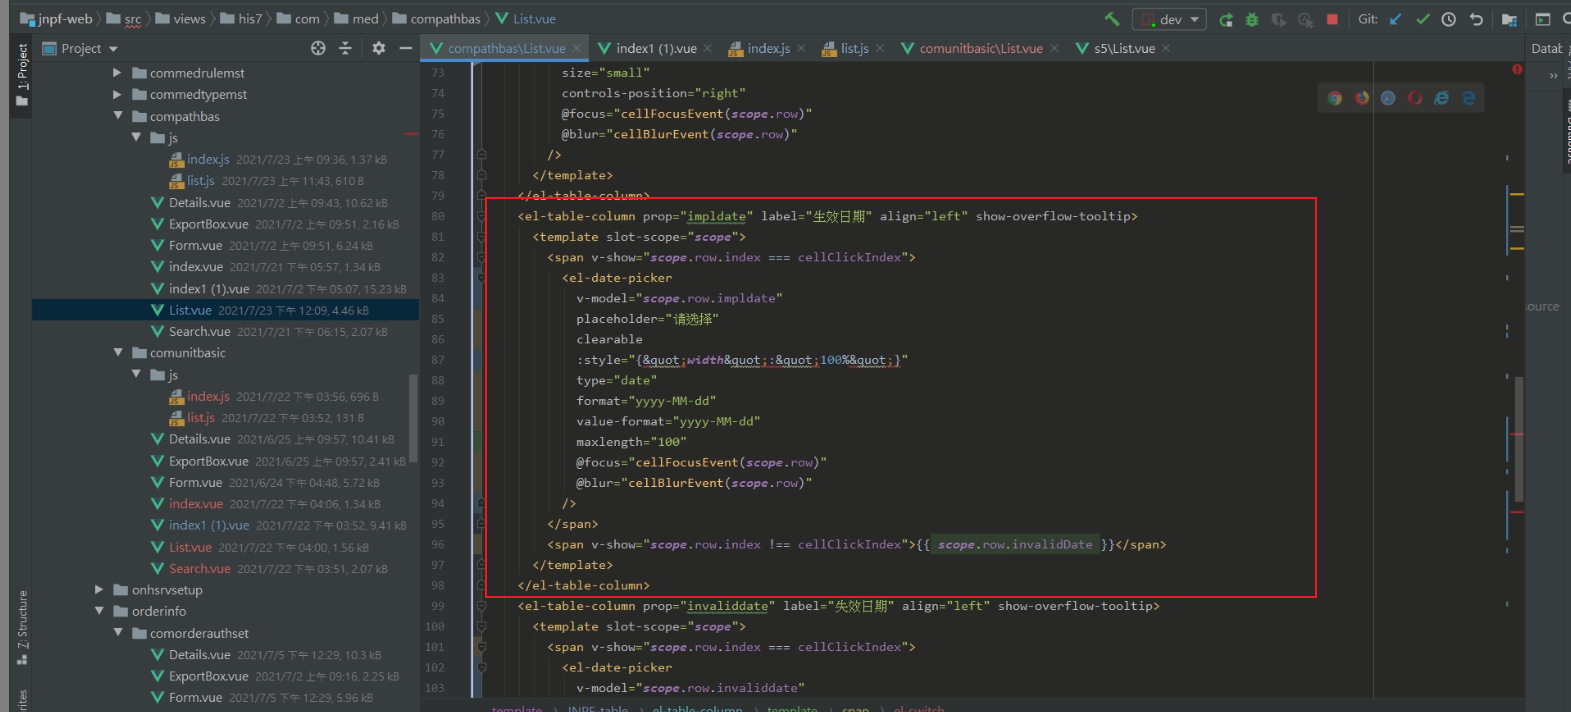 jnpf-web src views his7 com med compathbas List.vue
dev Git:
Project
compathbas\List.vue index1 (1).vue index.js list.js comunitbasic\List.vue s5\List.vue Datab
1: Project
commedrulemst
commedtypemst
compathbas
js
index.js 2021/7/23 上午 09:36, 1.37 kB
list.js 2021/7/23 上午 11:43, 610 B
Details.vue 2021/7/2 上午 09:43, 10.62 kB
ExportBox.vue 2021/7/2 上午 09:51, 2.16 kB
Form.vue 2021/7/2 上午 09:51, 6.24 kB
index.vue 2021/7/21 下午 05:57, 1.34 kB
index1 (1).vue 2021/7/2 下午 05:07, 15.23 kB
List.vue 2021/7/23 下午 12:09, 4.46 kB
Search.vue 2021/7/21 下午 06:15, 2.07 kB
comunitbasic
js
index.js 2021/7/22 下午 03:56, 696 B
list.js 2021/7/22 下午 03:52, 131 B
Details.vue 2021/6/25 上午 09:57, 10.41 kB
ExportBox.vue 2021/6/25 上午 09:57, 2.41 kB
Form.vue 2021/6/24 下午 04:48, 5.72 kB
index.vue 2021/7/22 下午 04:06, 1.34 kB
index1 (1).vue 2021/7/22 下午 03:52, 9.41 kB
List.vue 2021/7/22 下午 04:00, 1.56 kB
Search.vue 2021/7/22 下午 03:51, 2.07 kB
onhsrvsetup
orderinfo
comorderauthset
Details.vue 2021/7/5 下午 12:29, 10.3 kB
ExportBox.vue 2021/7/2 上午 09:16, 2.25 kB
Form.vue 2021/7/5 下午 12:29, 5.96 kB
Z: Structure
rites
73 size="small"
74 controls-position="right"
75 @focus="cellFocusEvent(scope.row)"
76 @blur="cellBlurEvent(scope.row)"
77 />
78 </template>
79 </el-table-column>
80 <el-table-column prop="impldate" label="生效日期" align="left" show-overflow-tooltip>
81 <template slot-scope="scope">
82 <span v-show="scope.row.index === cellClickIndex">
83 <el-date-picker
84 v-model="scope.row.impldate"
85 placeholder="请选择"
86 clearable
87 :style="{&quot;width&quot;:&quot;100%&quot;}"
88 type="date"
89 format="yyyy-MM-dd"
90 value-format="yyyy-MM-dd"
91 maxlength="100"
92 @focus="cellFocusEvent(scope.row)"
93 @blur="cellBlurEvent(scope.row)"
94 />
95 </span>
96 <span v-show="scope.row.index !== cellClickIndex">{{ scope.row.invalidDate }}</span>
97 </template>
98 </el-table-column>
99 <el-table-column prop="invaliddate" label="失效日期" align="left" show-overflow-tooltip>
100 <template slot-scope="scope">
101 <span v-show="scope.row.index === cellClickIndex">
102 <el-date-picker
103 v-model="scope.row.invaliddate"
template JNPF-table el-table-column template span el-switch
»
ource
Database